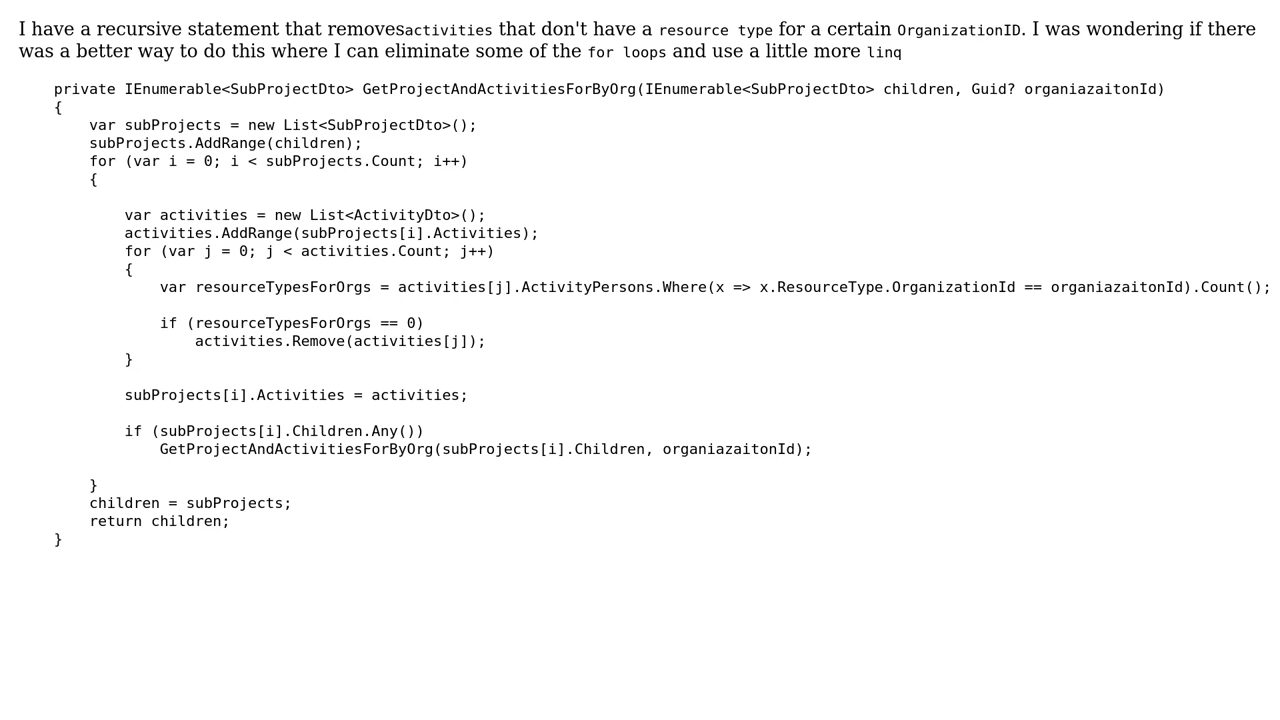 I have a recursive statement that removesactivities that don't have a resource type for a certain OrganizationID. I was wondering if there
was a better way to do this where I can eliminate some of the for loops and use a little more linq
private IEnumerable<SubProjectDto> GetProjectAndActivitiesForByOrg(IEnumerable<SubProjectDto> children, Guid? organiazaitonId)
{
    var subProjects = new List<SubProjectDto>();
    subProjects.AddRange(children);
    for (var i = 0; i < subProjects.Count; i++)
    {
        var activities = new List<ActivityDto>();
        activities.AddRange(subProjects[i].Activities);
        for (var j = 0; j < activities.Count; j++)
        {
            var resourceTypesForOrgs = activities[j].ActivityPersons.Where(x => x.ResourceType.OrganizationId == organiazaitonId).Count();
            if (resourceTypesForOrgs == 0)
                activities.Remove(activities[j]);
        }
        subProjects[i].Activities = activities;
        if (subProjects[i].Children.Any())
            GetProjectAndActivitiesForByOrg(subProjects[i].Children, organiazaitonId);
    }
    children = subProjects;
    return children;
}